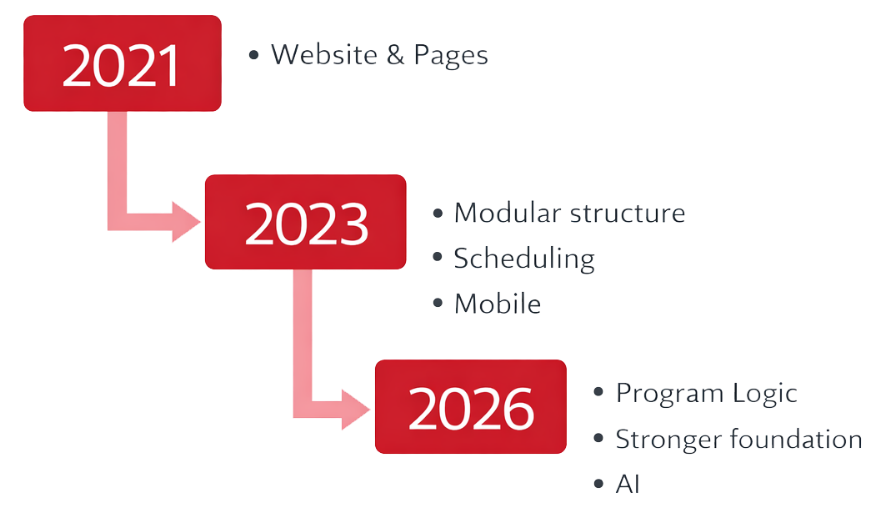 2021
• Website & Pages
2023
• Modular structure
• Scheduling
• Mobile
2026
• Program Logic
• Stronger foundation
• AI